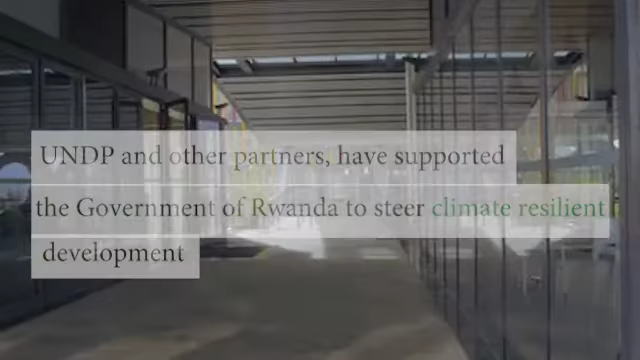 UNDP and other partners, have supported
the Government of Rwanda to steer climate resilient
development